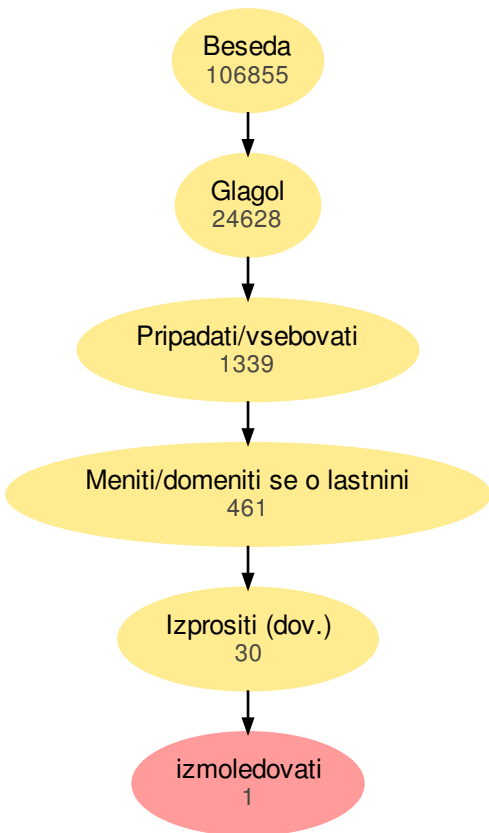 Beseda
106855
Glagol
24628
Pripadati/vsebovati
1339
Meniti/domeniti se o lastnini
461
Izprositi (dov.)
30
izmoledovati
1